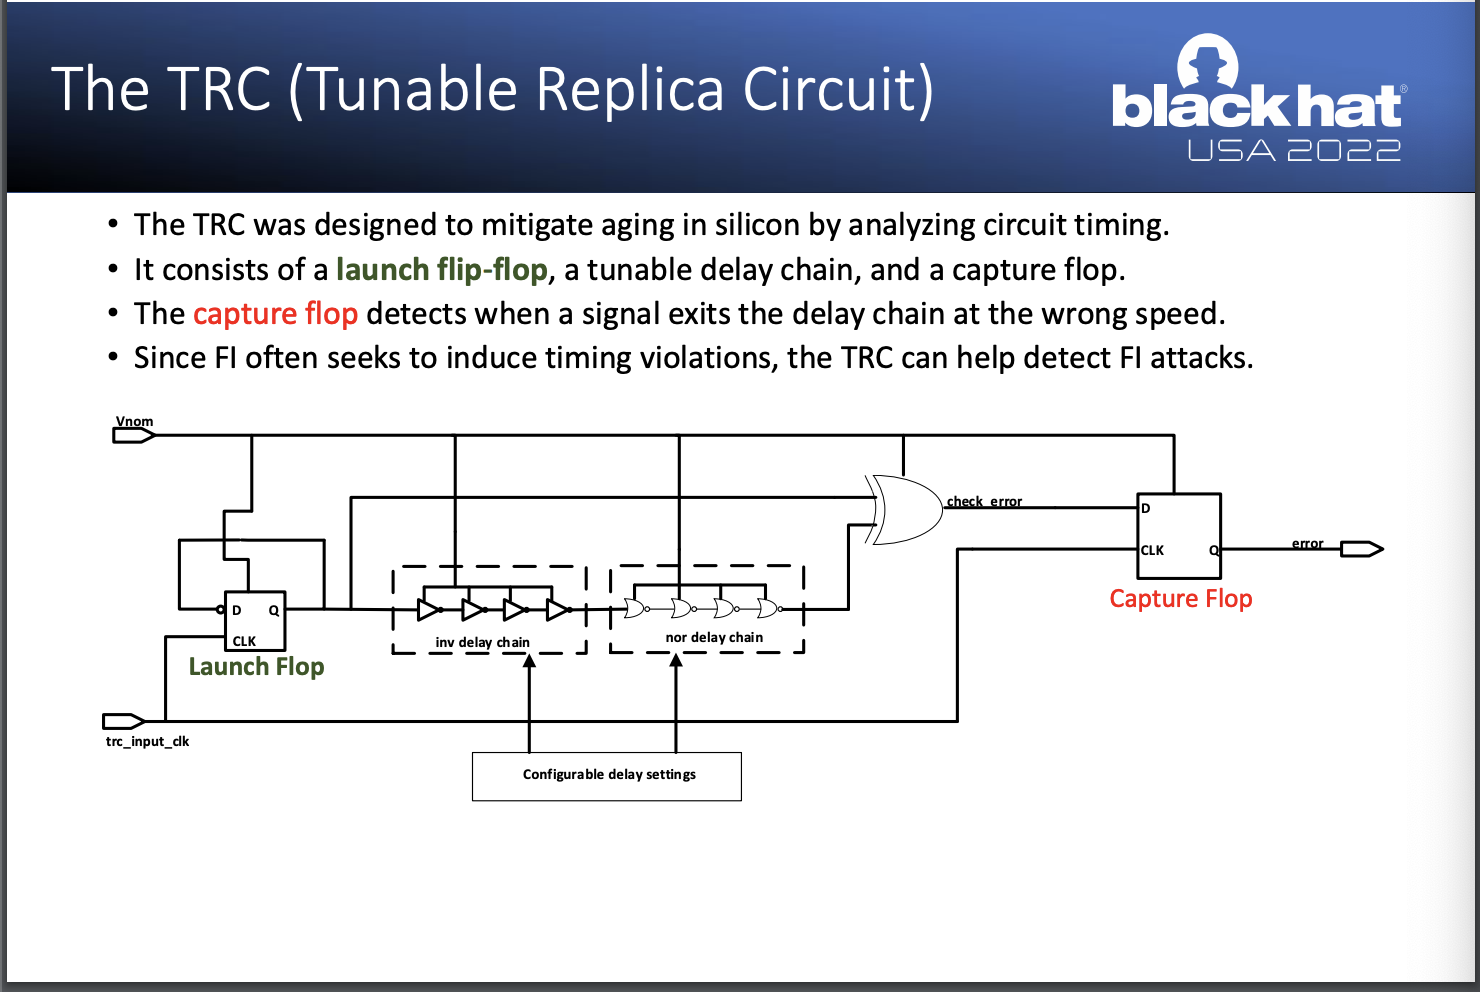 The TRC (Tunable Replica Circuit)
blackhat®
USA 2022
• The TRC was designed to mitigate aging in silicon by analyzing circuit timing.
• It consists of a launch flip-flop, a tunable delay chain, and a capture flop.
• The capture flop detects when a signal exits the delay chain at the wrong speed.
• Since FI often seeks to induce timing violations, the TRC can help detect FI attacks.
Vnom
check_error
D
CLK
Q
error
Capture Flop
D
Q
CLK
Launch Flop
inv delay chain
nor delay chain
trc_input_clk
Configurable delay settings